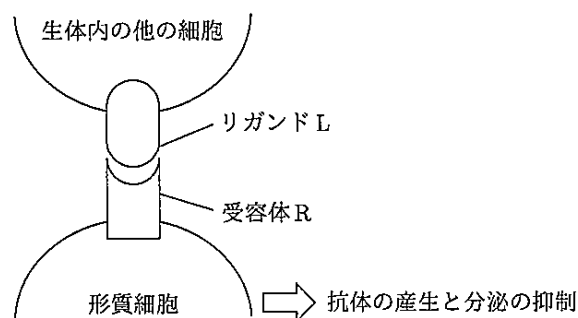 生体内の他の細胞
リガンドL
受容体R
形質細胞
抗体の産生と分泌の抑制